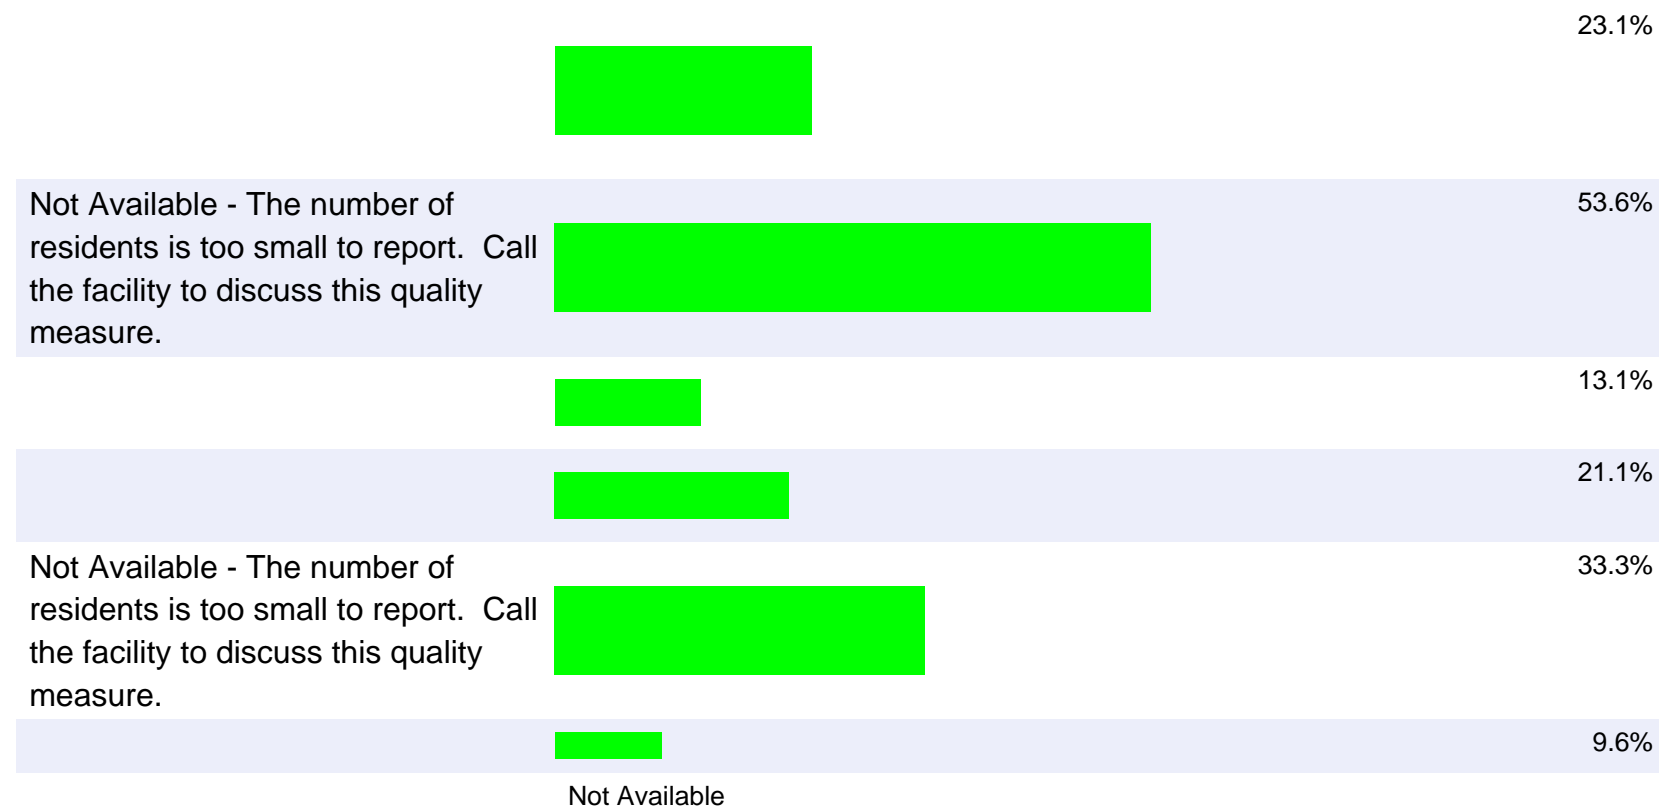 23.1%
Not Available - The number of
residents is too small to report.  Call
the facility to discuss this quality
measure.
53.6%
13.1%
21.1%
Not Available - The number of
residents is too small to report.  Call
the facility to discuss this quality
measure.
33.3%
9.6%
Not Available